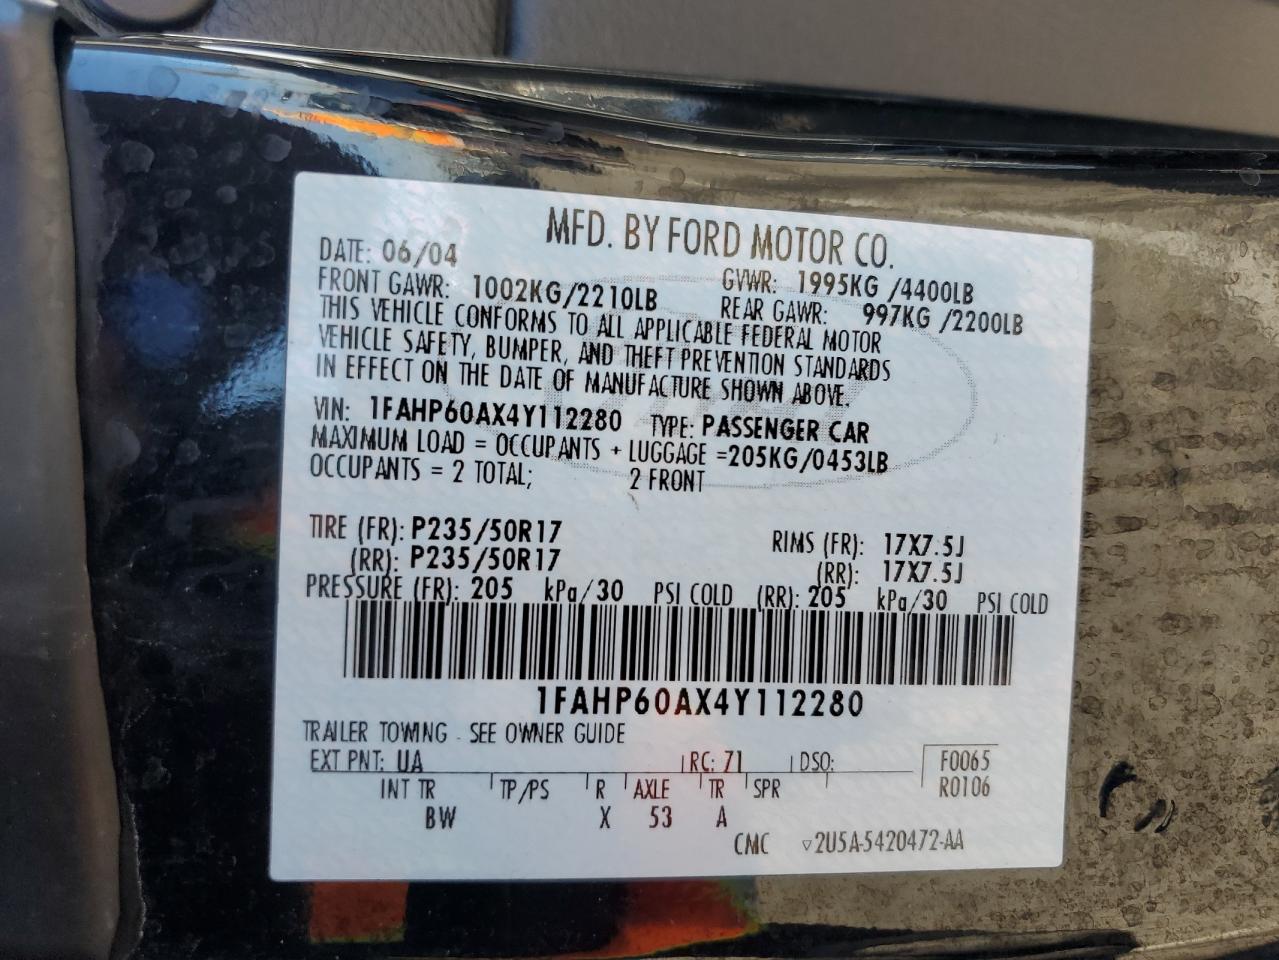 MFD. BY FORD MOTOR CO.
DATE: 06/04
FRONT GAWR: 1002KG/2210LB GVWR: 1995KG /4400LB
REAR GAWR: 997KG /2200LB
THIS VEHICLE CONFORMS TO ALL APPLICABLE FEDERAL MOTOR
VEHICLE SAFETY, BUMPER, AND THEFT PREVENTION STANDARDS
IN EFFECT ON THE DATE OF MANUFACTURE SHOWN ABOVE.
VIN: 1FAHP60AX4Y112280 TYPE: PASSENGER CAR
MAXIMUM LOAD = OCCUPANTS + LUGGAGE =205KG/0453LB
OCCUPANTS = 2 TOTAL; 2 FRONT
TIRE (FR): P235/50R17 RIMS (FR): 17X7.5J
(RR): P235/50R17 (RR): 17X7.5J
PRESSURE (FR): 205 kPa/30 PSI COLD (RR): 205 kPa/30 PSI COLD
1FAHP60AX4Y112280
TRAILER TOWING - SEE OWNER GUIDE
EXT PNT: UA RC: 71 DSO: F0065
INT TR TP/PS R AXLE TR SPR R0106
BW X 53 A
CMC ▽2U5A-5420472-AA